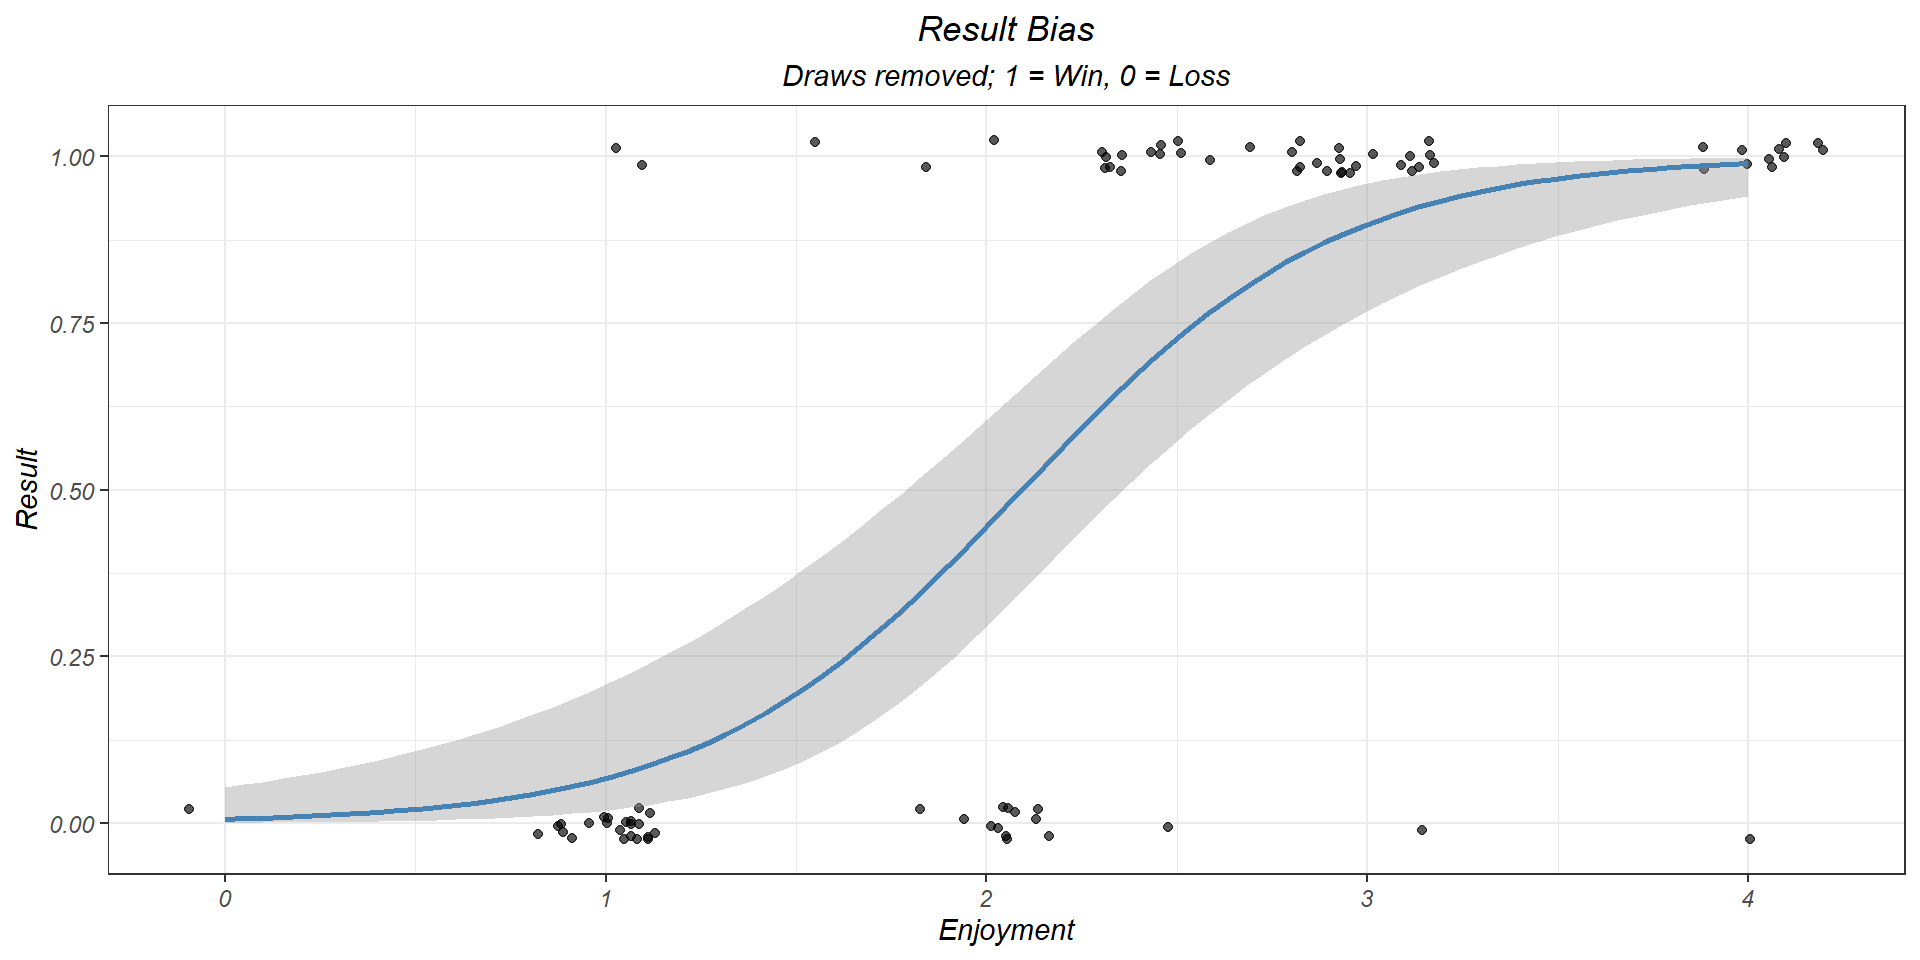 Result Bias
Draws removed; 1 = Win, 0 = Loss
1.00
0.75
0.50
0.25
0.00
Result
0 1 2 3 4
Enjoyment